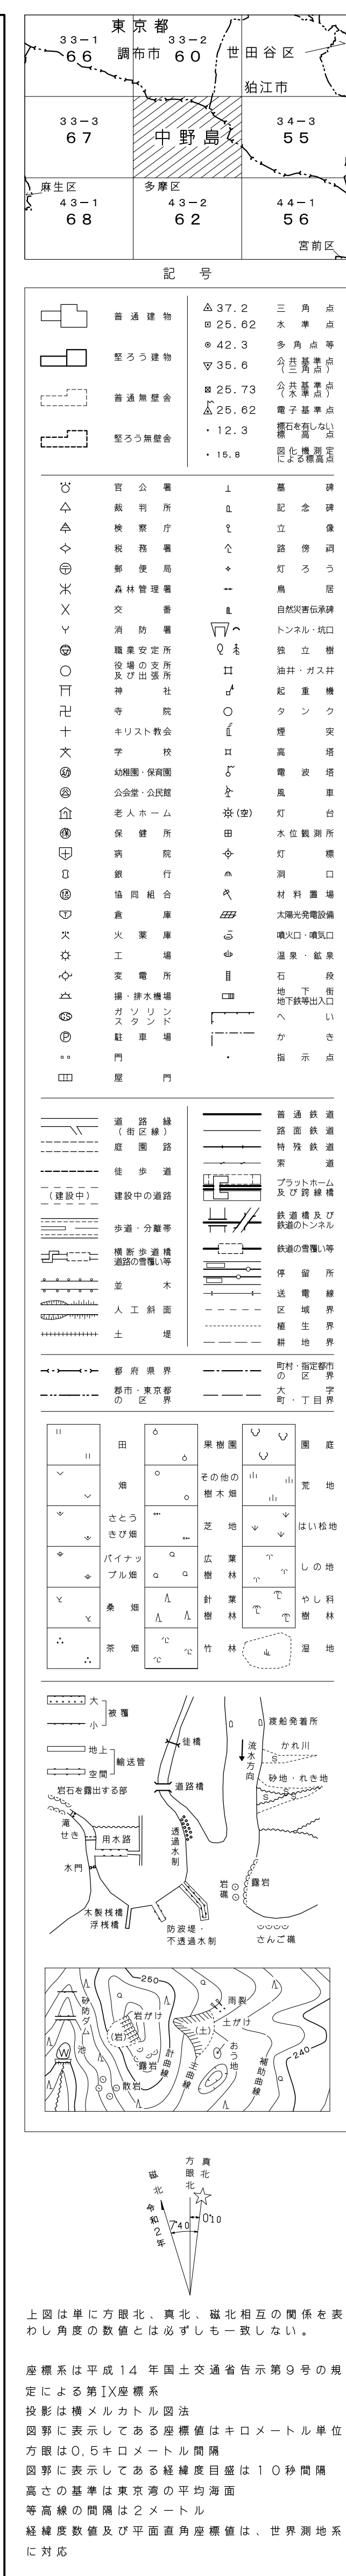 東京都
33-1
66
調布市
33-2
60
世田谷区
狛江市
33-3
67
中野島
34-3
55
麻生区
43-1
68
多摩区
43-2
62
44-1
56
宮前区
記号
普通建物
堅ろう建物
普通無壁舎
堅ろう無壁舎
37.2 三角点
25.62 水準点
42.3 多角点等
35.6 公共基準点
(三角点)
25.73 公共基準点
(水準点)
25.62 電子基準点
12.3 標石を有しない
標高点
15.8 図化機測定
による標高点
官公署
裁判所
検察庁
税務署
郵便局
森林管理署
交番
消防署
職業安定所
役場の支所
及び出張所
神社
寺院
キリスト教会
学校
幼稚園・保育園
公会堂・公民館
老人ホーム
保健所
病院
銀行
協同組合
倉庫
火薬庫
工場
変電所
揚・排水機場
GS ガソリン
スタンド
P 駐車場
門
屋門
墓碑
記念碑
立像
路傍祠
灯ろう
鳥居
自然災害伝承碑
トンネル・坑口
独立樹
油井・ガス井
起重機
タンク
煙突
高塔
電波塔
風車
(空) 灯台
水位観測所
灯標
洞口
材料置場
太陽光発電設備
噴火口・噴気口
温泉・鉱泉
石段
地下街
地下鉄等出入口
へい
かき
指示点
道路縁
(街区線)
庭園路
徒歩道
(建設中) 建設中の道路
歩道・分離帯
横断歩道橋
道路の雪覆い等
並木
人工斜面
土堤
普通鉄道
路面鉄道
特殊鉄道
索道
プラットホーム
及び跨線橋
鉄道橋及び
鉄道のトンネル
鉄道の雪覆い等
停留所
送電線
区域界
植生界
耕地界
都府県界
郡市・東京都
の区界
町村・指定都市
の区界
大字
町・丁目界
田
畑
さとう
きび畑
パイナッ
プル畑
桑畑
茶畑
果樹園
その他の
樹木畑
芝地
広葉
樹林
針葉
樹林
竹林
園庭
荒地
はい松地
しの地
やし科
樹林
湿地
大
小
被覆
地上
空間
輸送管
岩石を露出する部
滝
せき
用水路
水門
木製桟橋
浮桟橋
徒橋
道路橋
透過水制
防波堤・
不透過水制
渡船発着所
流水方向
かれ川
砂地・れき地
岩礁
露岩
さんご礁
260
砂防ダム
岩がけ
(岩)
雨裂
土がけ
(土)
W
池
露岩
散岩
計曲線
主曲線
おう地
補助曲線
240
磁北
方眼北
真北
令和2年
7°40′
0°10′
上図は単に方眼北、真北、磁北相互の関係を表
わし角度の数値とは必ずしも一致しない。
座標系は平成14年国土交通省告示第9号の規
定による第IX座標系
投影は横メルカトル図法
図郭に表示してある座標値はキロメートル単位
方眼は0.5キロメートル間隔
図郭に表示してある経緯度目盛は10秒間隔
高さの基準は東京湾の平均海面
等高線の間隔は2メートル
経緯度数値及び平面直角座標値は、世界測地系
に対応